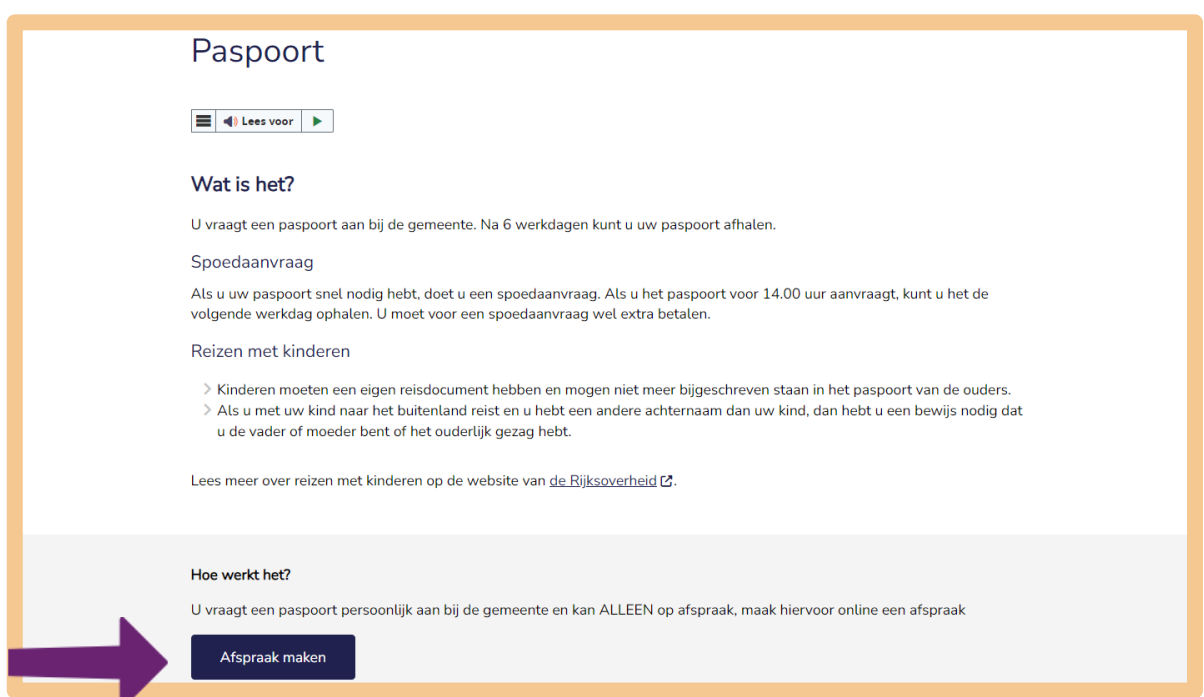 Paspoort
Lees voor
Wat is het?
U vraagt een paspoort aan bij de gemeente. Na 6 werkdagen kunt u uw paspoort afhalen.
Spoedaanvraag
Als u uw paspoort snel nodig hebt, doet u een spoedaanvraag. Als u het paspoort voor 14.00 uur aanvraagt, kunt u het de
volgende werkdag ophalen. U moet voor een spoedaanvraag wel extra betalen.
Reizen met kinderen
Kinderen moeten een eigen reisdocument hebben en mogen niet meer bijgeschreven staan in het paspoort van de ouders.
Als u met uw kind naar het buitenland reist en u hebt een andere achternaam dan uw kind, dan hebt u een bewijs nodig dat
u de vader of moeder bent of het ouderlijk gezag hebt.
Lees meer over reizen met kinderen op de website van de Rijksoverheid.
Hoe werkt het?
U vraagt een paspoort persoonlijk aan bij de gemeente en kan ALLEEN op afspraak, maak hiervoor online een afspraak
Afspraak maken